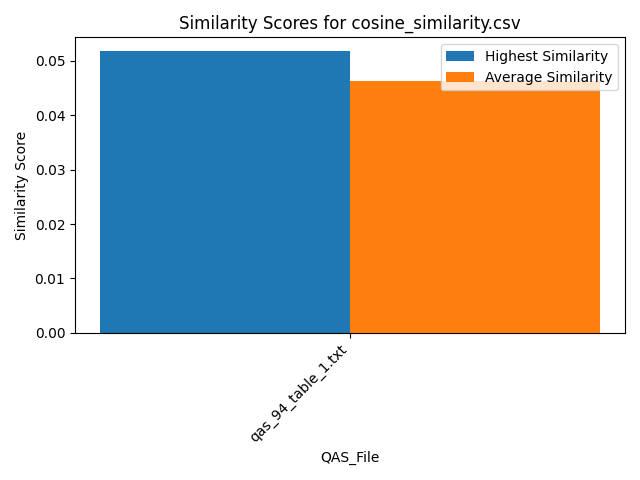 Similarity Scores for cosine_similarity.csv
Highest Similarity
Average Similarity
Similarity Score
0.05
0.04
0.03
0.02
0.01
0.00
qas_94_table_1.txt
QAS_File